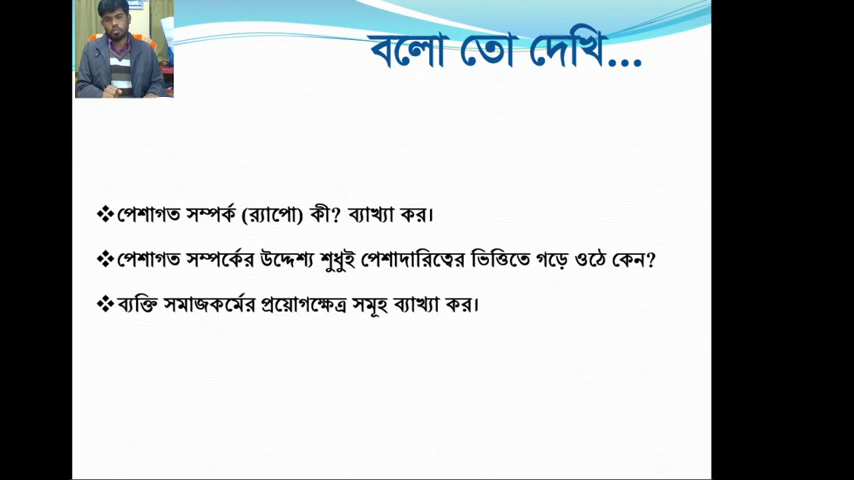 বলো তো দেখি...
❖পেশাগত সম্পর্ক (র‍্যাপো) কী? ব্যাখ্যা কর।
❖পেশাগত সম্পর্কের উদ্দেশ্য শুধুই পেশাদারিত্বের ভিত্তিতে গড়ে ওঠে কেন?
❖ব্যক্তি সমাজকর্মের প্রয়োগক্ষেত্র সমূহ ব্যাখ্যা কর।